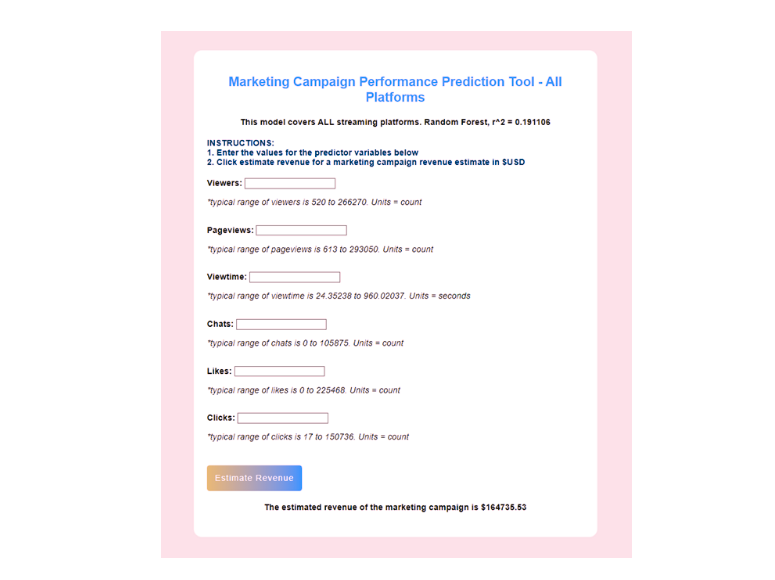 Marketing Campaign Performance Prediction Tool - All
Platforms
This model covers ALL streaming platforms. Random Forest, r^2 = 0.191106
INSTRUCTIONS:
1. Enter the values for the predictor variables below
2. Click estimate revenue for a marketing campaign revenue estimate in $USD
Viewers:
*typical range of viewers is 520 to 266270. Units = count
Pageviews:
*typical range of pageviews is 613 to 293050. Units = count
Viewtime:
*typical range of viewtime is 24.35238 to 960.02037. Units = seconds
Chats:
*typical range of chats is 0 to 105875. Units = count
Likes:
*typical range of likes is 0 to 225468. Units = count
Clicks:
*typical range of clicks is 17 to 150736. Units = count
Estimate Revenue
The estimated revenue of the marketing campaign is $164735.53